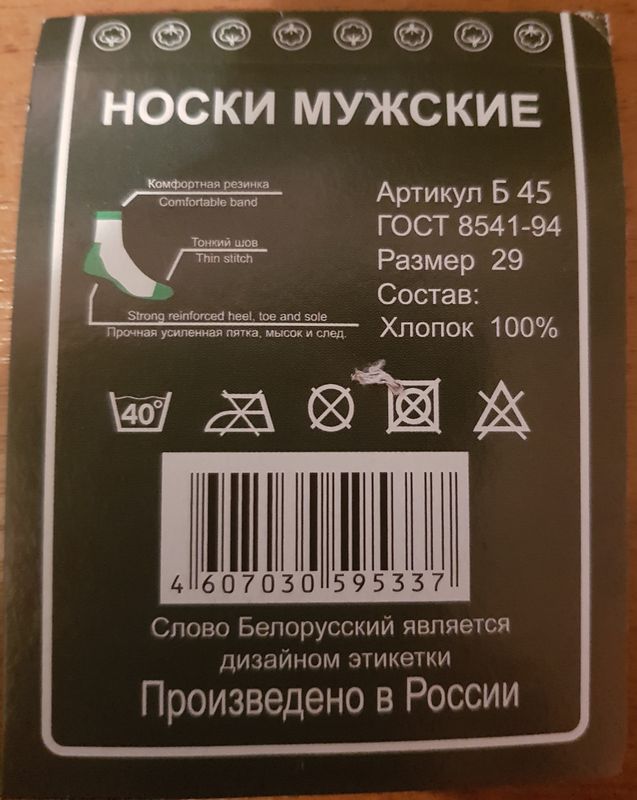 НОСКИ МУЖСКИЕ
Комфортная резинка
Comfortable band
Тонкий шов
Thin stitch
Strong reinforced heel, toe and sole
Прочная усиленная пятка, мысок и след.
Артикул Б 45
ГОСТ 8541-94
Размер 29
Состав:
Хлопок 100%
40°
4 607030 595337
Слово Белорусский является
дизайном этикетки
Произведено в России